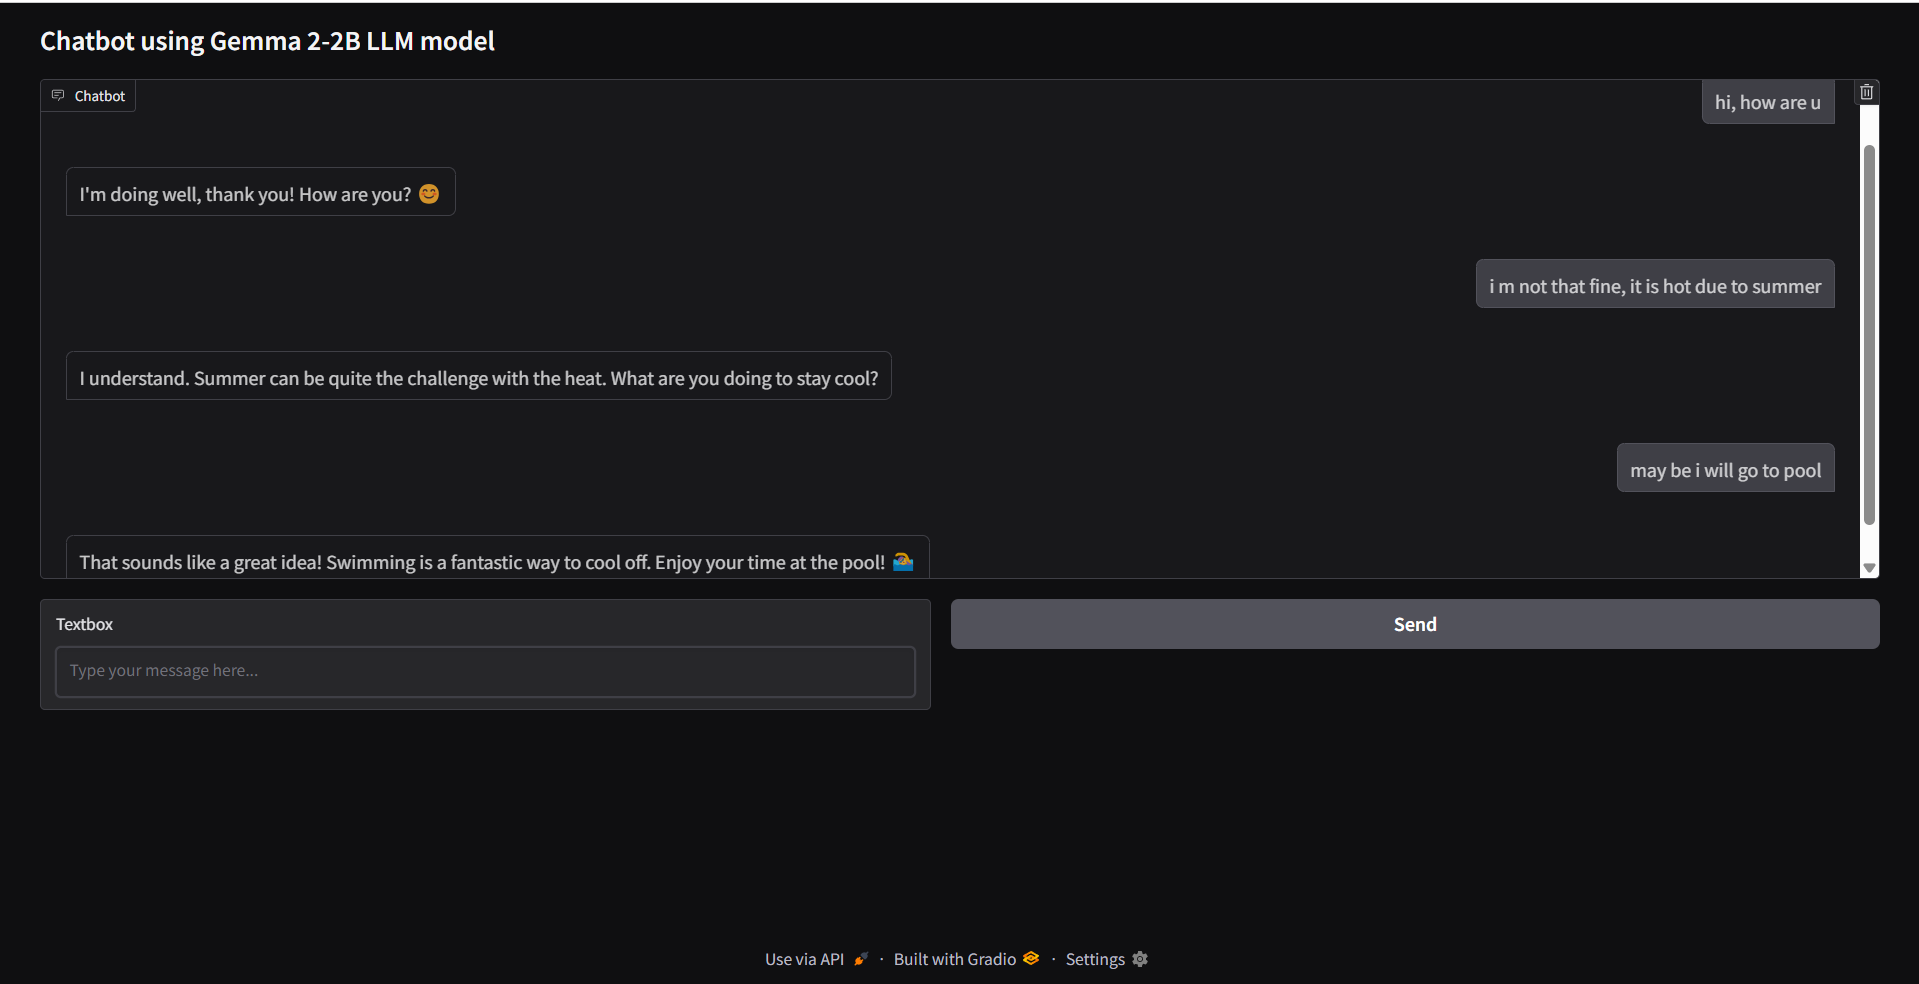 Chatbot using Gemma 2-2B LLM model
Chatbot
hi, how are u
I'm doing well, thank you! How are you? 😊
i m not that fine, it is hot due to summer
I understand. Summer can be quite the challenge with the heat. What are you doing to stay cool?
may be i will go to pool
That sounds like a great idea! Swimming is a fantastic way to cool off. Enjoy your time at the pool! 🏊
Textbox
Type your message here...
Send
Use via API 🚀 · Built with Gradio · Settings ⚙️